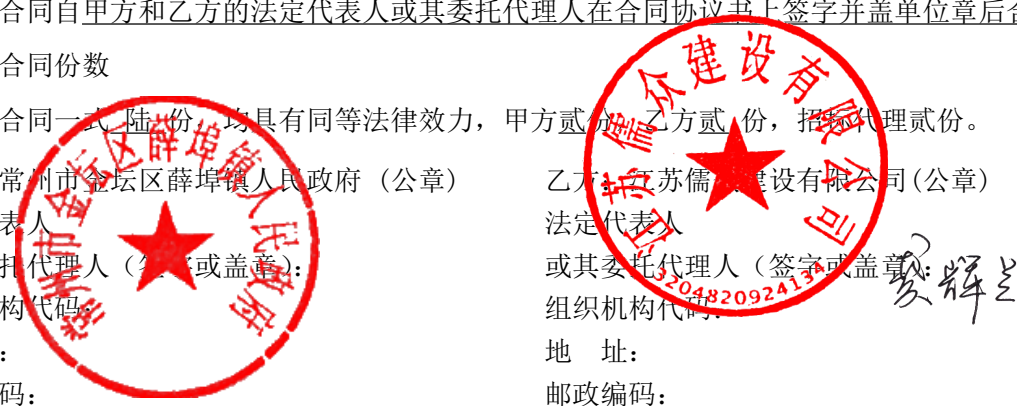 合同自甲方和乙方的法定代表人或其委托代理人在合同协议书上签字并盖单位章后合
合同份数
合同一式 陆 份,均具有同等法律效力,甲方贰份,乙方贰 份,招标代理贰份。
常州市金坛区薛埠镇人民政府 (公章)
乙方:江苏儒众建设有限公司(公章)
表人
法定代表人
托代理人(签字或盖章):
或其委托代理人(签字或盖章):
构代码:
组织机构代码:
:
地 址:
码:
邮政编码:
常州市金坛区薛埠镇人民政府
江苏儒众建设有限公司
3204820924134